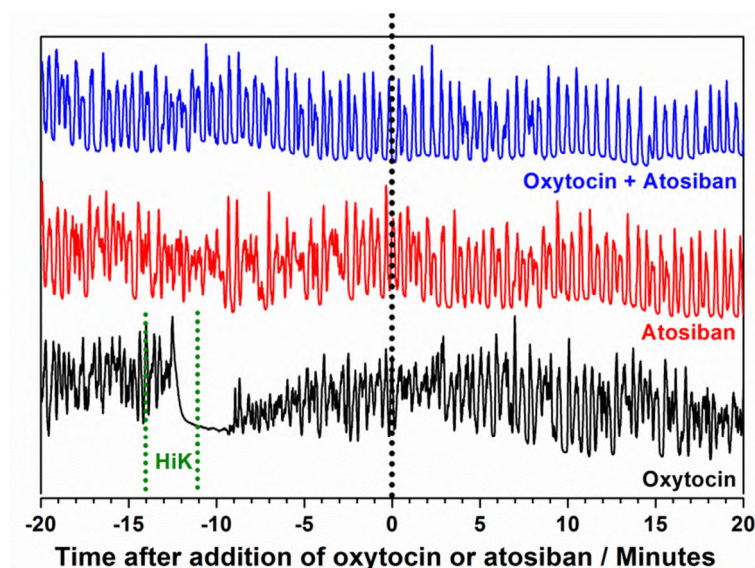 Oxytocin + Atosiban
Atosiban
HiK
Oxytocin
-20 -15 -10 -5 0 5 10 15 20
Time after addition of oxytocin or atosiban / Minutes